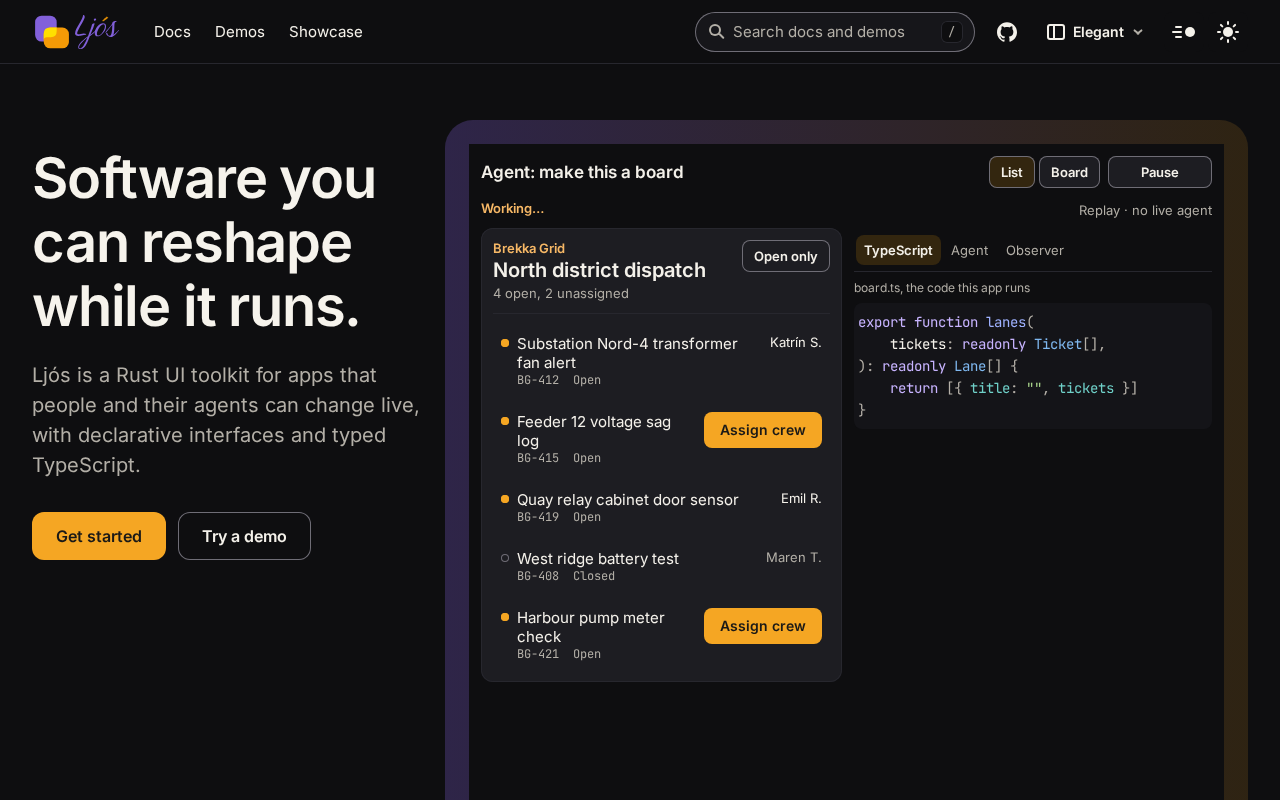 Ljós
Docs
Demos
Showcase
Search docs and demos
/
Elegant
Software you
can reshape
while it runs.
Ljós is a Rust UI toolkit for apps that
people and their agents can change live,
with declarative interfaces and typed
TypeScript.
Get started
Try a demo
Agent: make this a board
List
Board
Pause
Working...
Replay · no live agent
Brekka Grid
North district dispatch
4 open, 2 unassigned
Open only
Substation Nord-4 transformer
fan alert
BG-412 Open
Katrín S.
Feeder 12 voltage sag
log
BG-415 Open
Assign crew
Quay relay cabinet door sensor
BG-419 Open
Emil R.
West ridge battery test
BG-408 Closed
Maren T.
Harbour pump meter
check
BG-421 Open
Assign crew
TypeScript
Agent
Observer
board.ts, the code this app runs
export function lanes(
    tickets: readonly Ticket[],
): readonly Lane[] {
    return [{ title: "", tickets }]
}